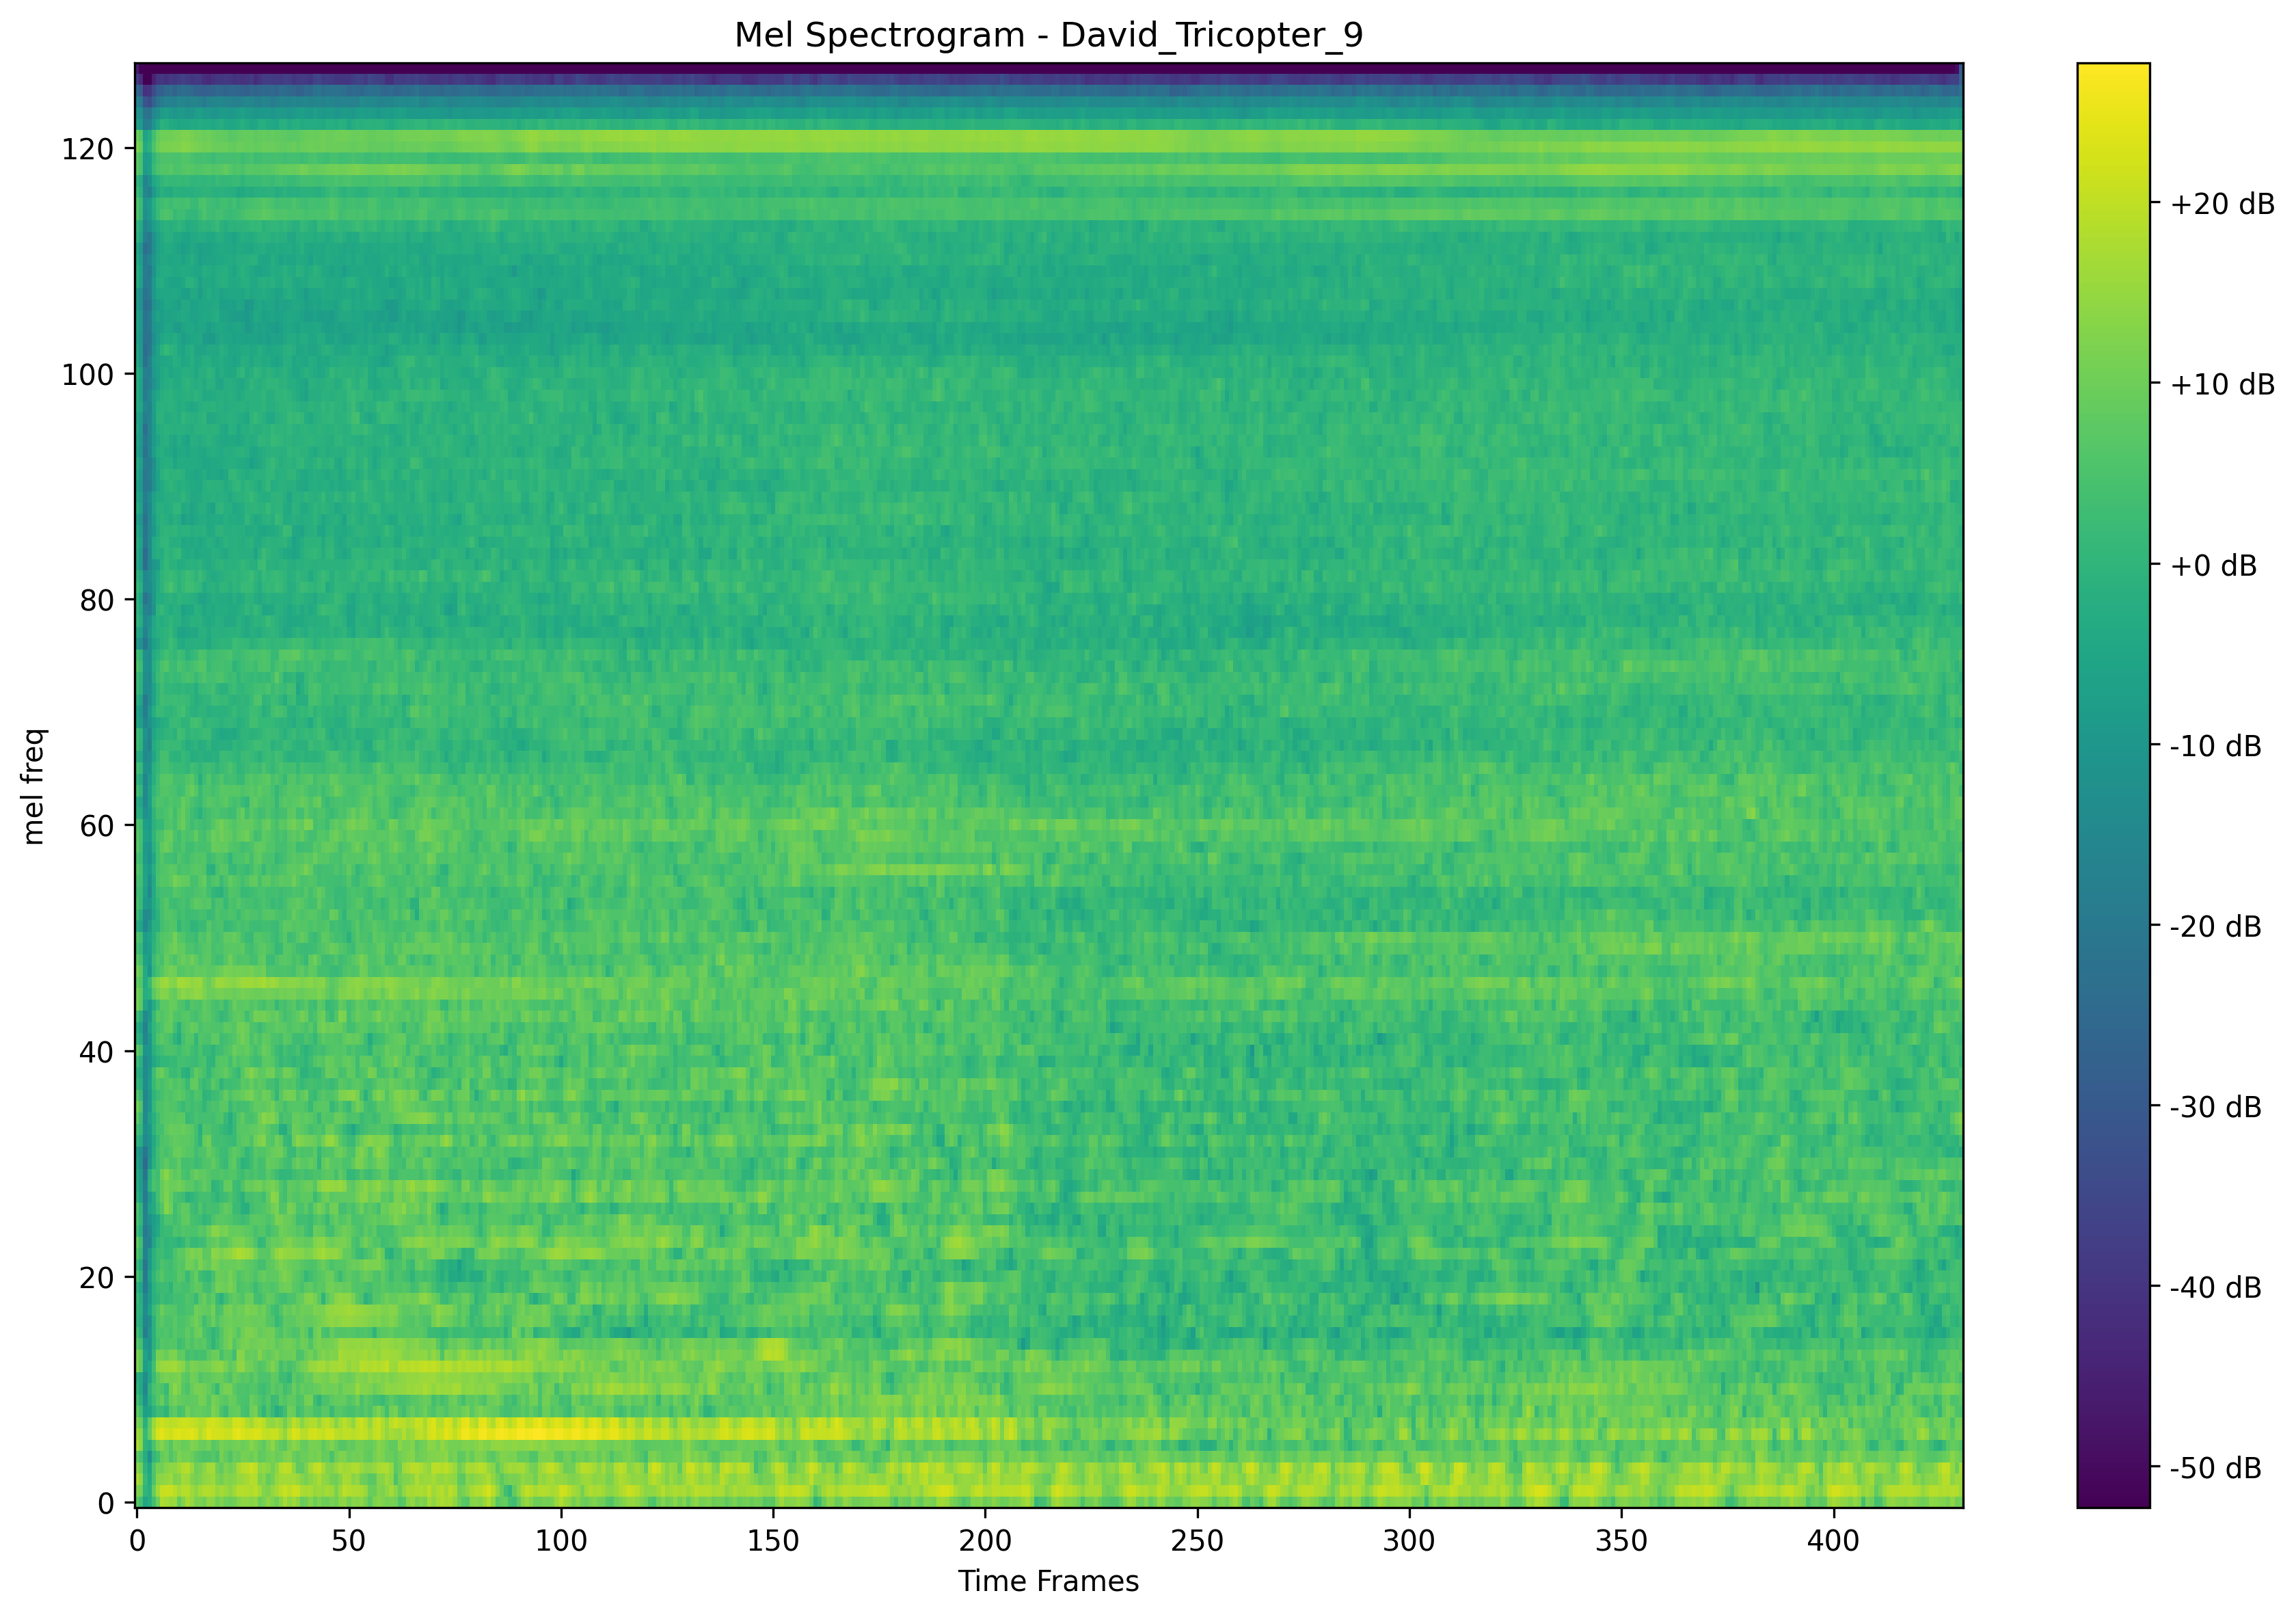 Mel Spectrogram - David_Tricopter_9
mel freq
120
100
80
60
40
20
0
0 50 100 150 200 250 300 350 400
Time Frames
+20 dB
+10 dB
+0 dB
-10 dB
-20 dB
-30 dB
-40 dB
-50 dB